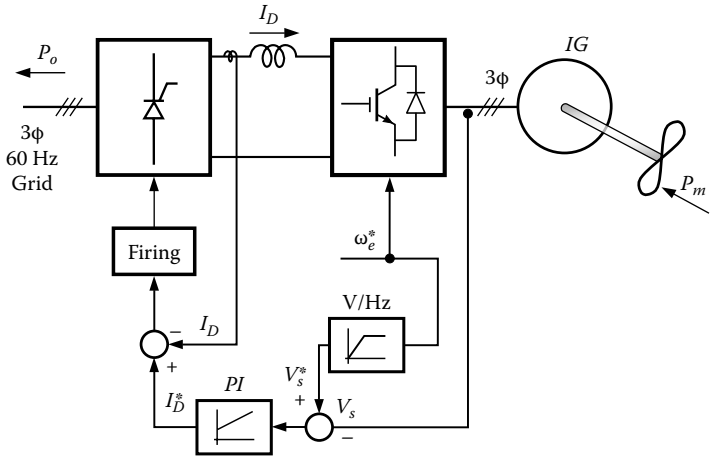 I_D
P_o
IG
3ϕ
3ϕ
60 Hz
Grid
P_m
ω_e^*
Firing
V/Hz
−
I_D
+
V_s^*
PI
I_D^*
+
V_s
−